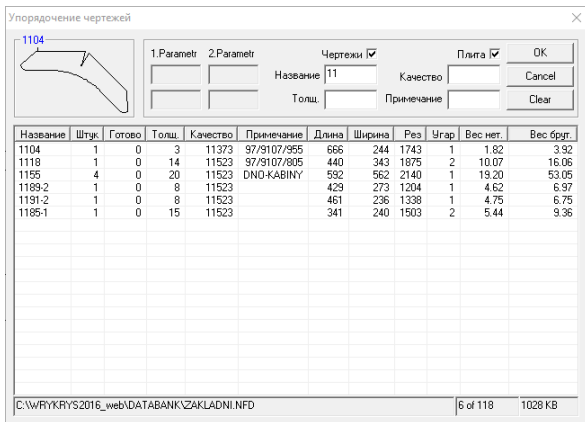 Упорядочение чертежей
1104
1.Parametr 2.Parametr Чертежи Плита OK
Название 11 Качество Cancel
Толщ. Примечание Clear
Название Штук Готово Толщ. Качество Примечание Длина Ширина Рез Угар Вес нет. Вес брут.
1104 1 0 3 11373 97/9107/955 666 244 1743 1 1.82 3.92
1118 1 0 14 11523 97/9107/805 440 343 1875 2 10.07 16.06
1155 4 0 20 11523 DNO-KABINY 592 562 2140 1 19.20 53.05
1189-2 1 0 8 11523 429 273 1204 1 4.62 6.97
1191-2 1 0 8 11523 461 236 1338 1 4.75 6.75
1185-1 1 0 15 11523 341 240 1503 2 5.44 9.36
C:\WRYKRYS2016_web\DATABANK\ZAKLADNI.NFD 6 of 118 1028 KB